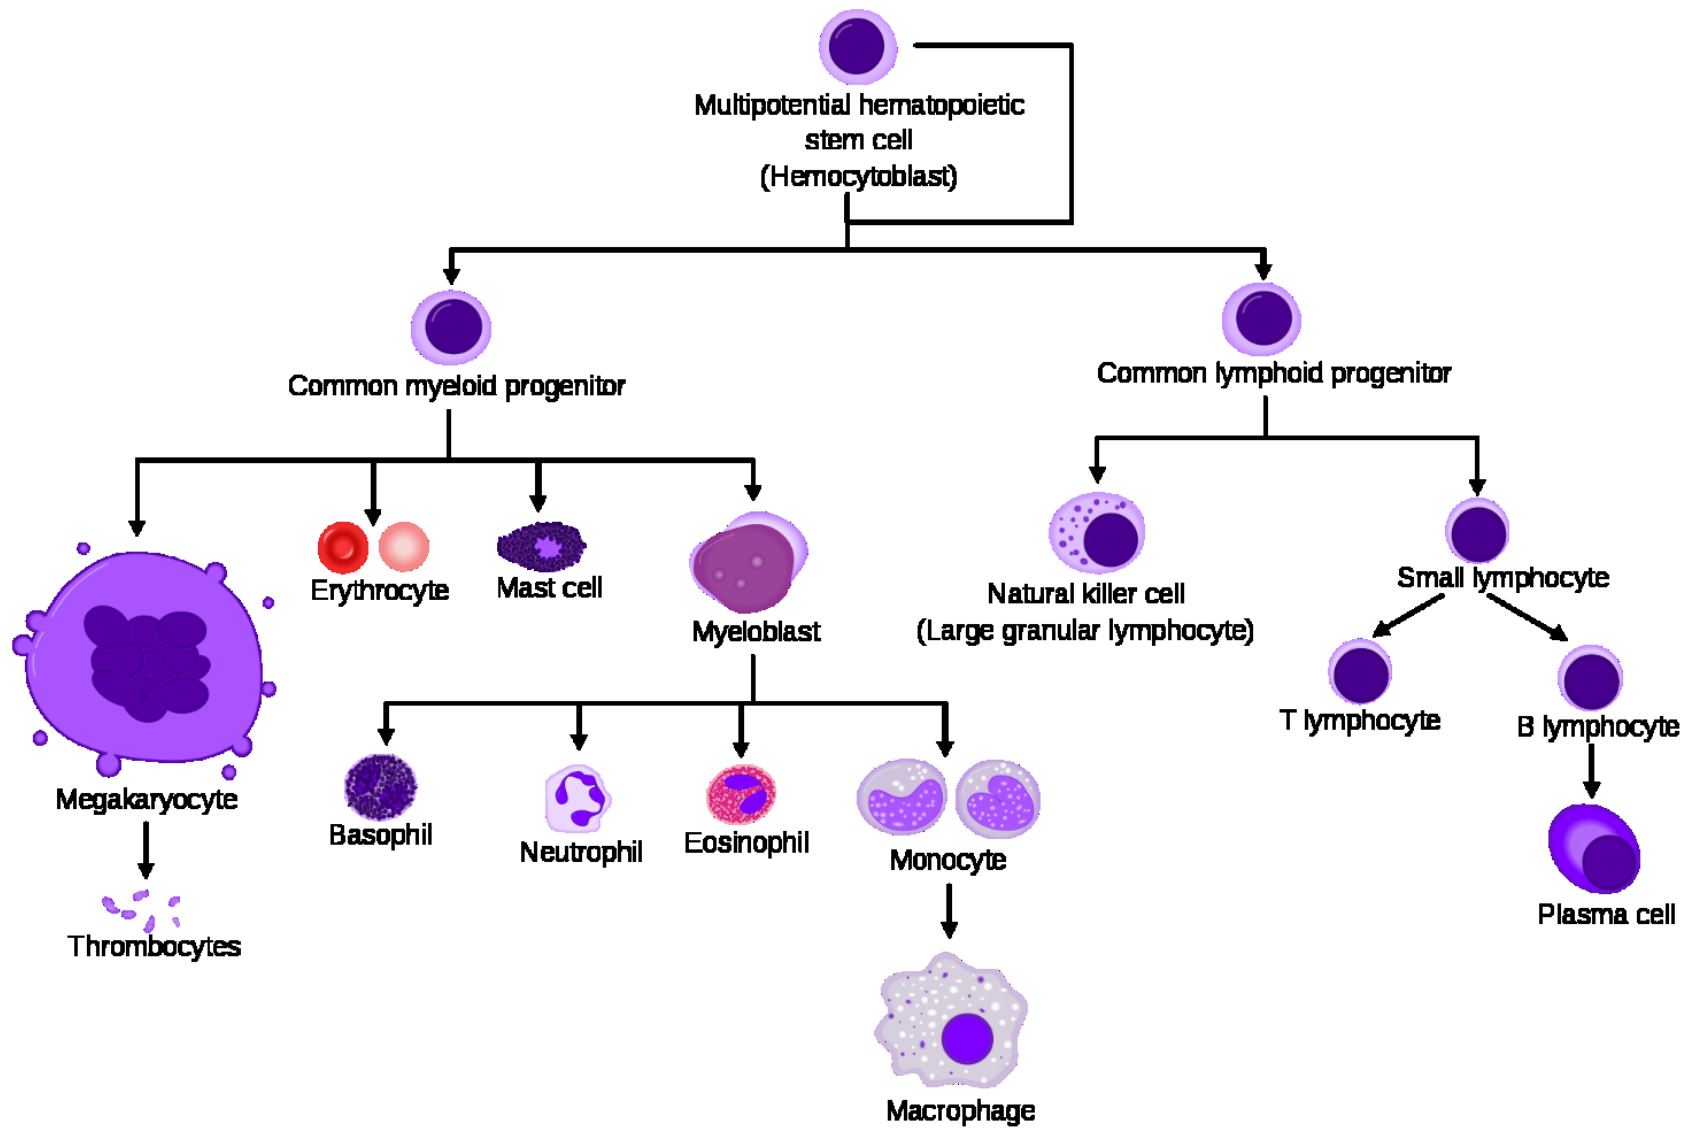 Multipotential hematopoietic
stem cell
(Hemocytoblast)
Common myeloid progenitor
Common lymphoid progenitor
Erythrocyte
Mast cell
Myeloblast
Natural killer cell
(Large granular lymphocyte)
Small lymphocyte
T lymphocyte
B lymphocyte
Megakaryocyte
Basophil
Neutrophil
Eosinophil
Monocyte
Plasma cell
Thrombocytes
Macrophage